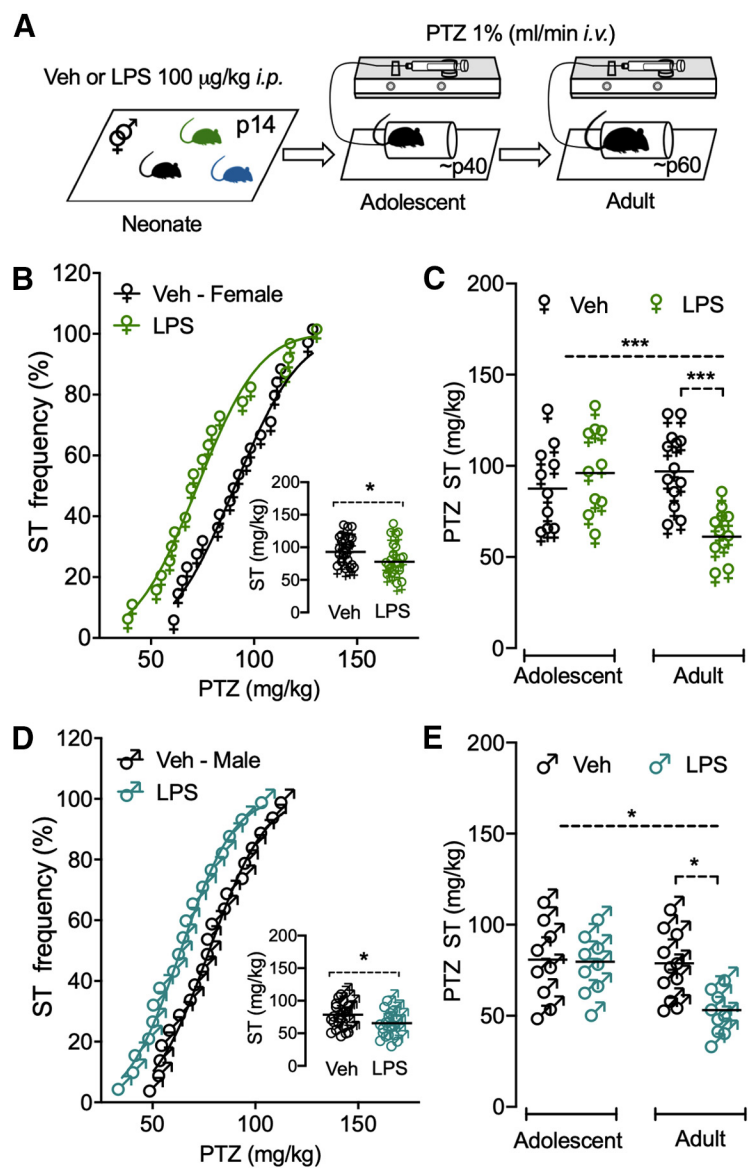 A
PTZ 1% (ml/min i.v.)
Veh or LPS 100 μg/kg i.p.
p14
~p40
~p60
Neonate
Adolescent
Adult
B
120
100
80
60
40
20
0
ST frequency (%)
Veh - Female
LPS
200
150
100
50
0
ST (mg/kg)
*
Veh
LPS
50
100
150
PTZ (mg/kg)
C
200
150
100
50
0
PTZ ST (mg/kg)
Veh
LPS
***
***
Adolescent
Adult
D
120
100
80
60
40
20
0
ST frequency (%)
Veh - Male
LPS
200
150
100
50
0
ST (mg/kg)
*
Veh
LPS
50
100
150
PTZ (mg/kg)
E
200
150
100
50
0
PTZ ST (mg/kg)
Veh
LPS
*
*
Adolescent
Adult